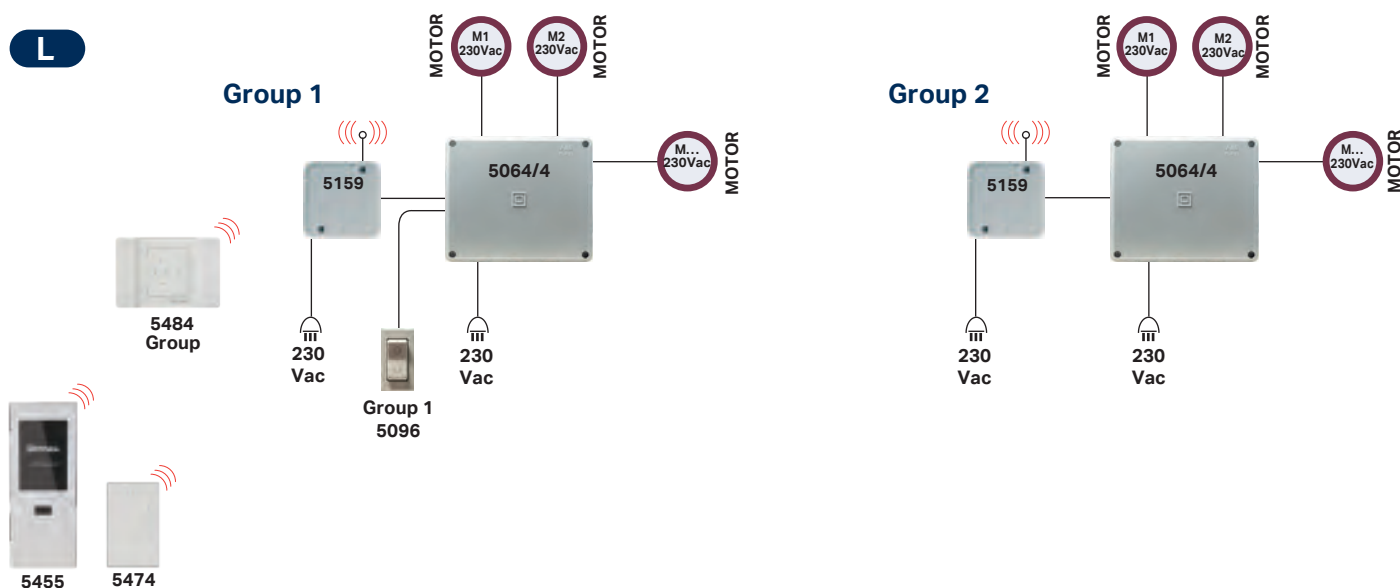 L
Group 1
MOTOR
M1
230Vac
M2
230Vac
MOTOR
5159
5064/4
M...
230Vac
MOTOR
5484
Group
230
Vac
Group 1
5096
230
Vac
5455
5474
Group 2
MOTOR
M1
230Vac
M2
230Vac
MOTOR
5159
5064/4
M...
230Vac
MOTOR
230
Vac
230
Vac